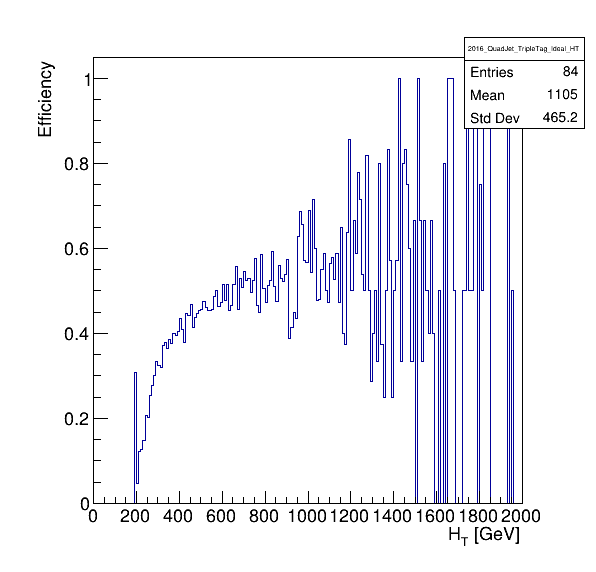 2016_QuadJet_TripleTag_Ideal_HT
Entries 84
Mean 1105
Std Dev 465.2
Efficiency
1
0.8
0.6
0.4
0.2
0
0 200 400 600 800 1000 1200 1400 1600 1800 2000
H_T [GeV]